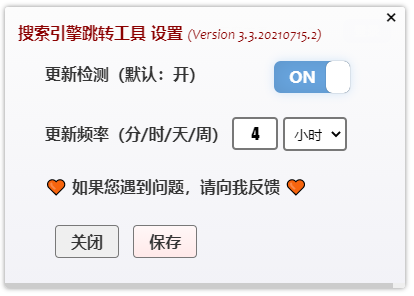 搜索引擎跳转工具 设置 (Version 3.3.20210715.2)
更新检测（默认：开） ON
更新频率（分/时/天/周） 4 小时
如果您遇到问题，请向我反馈
关闭 保存